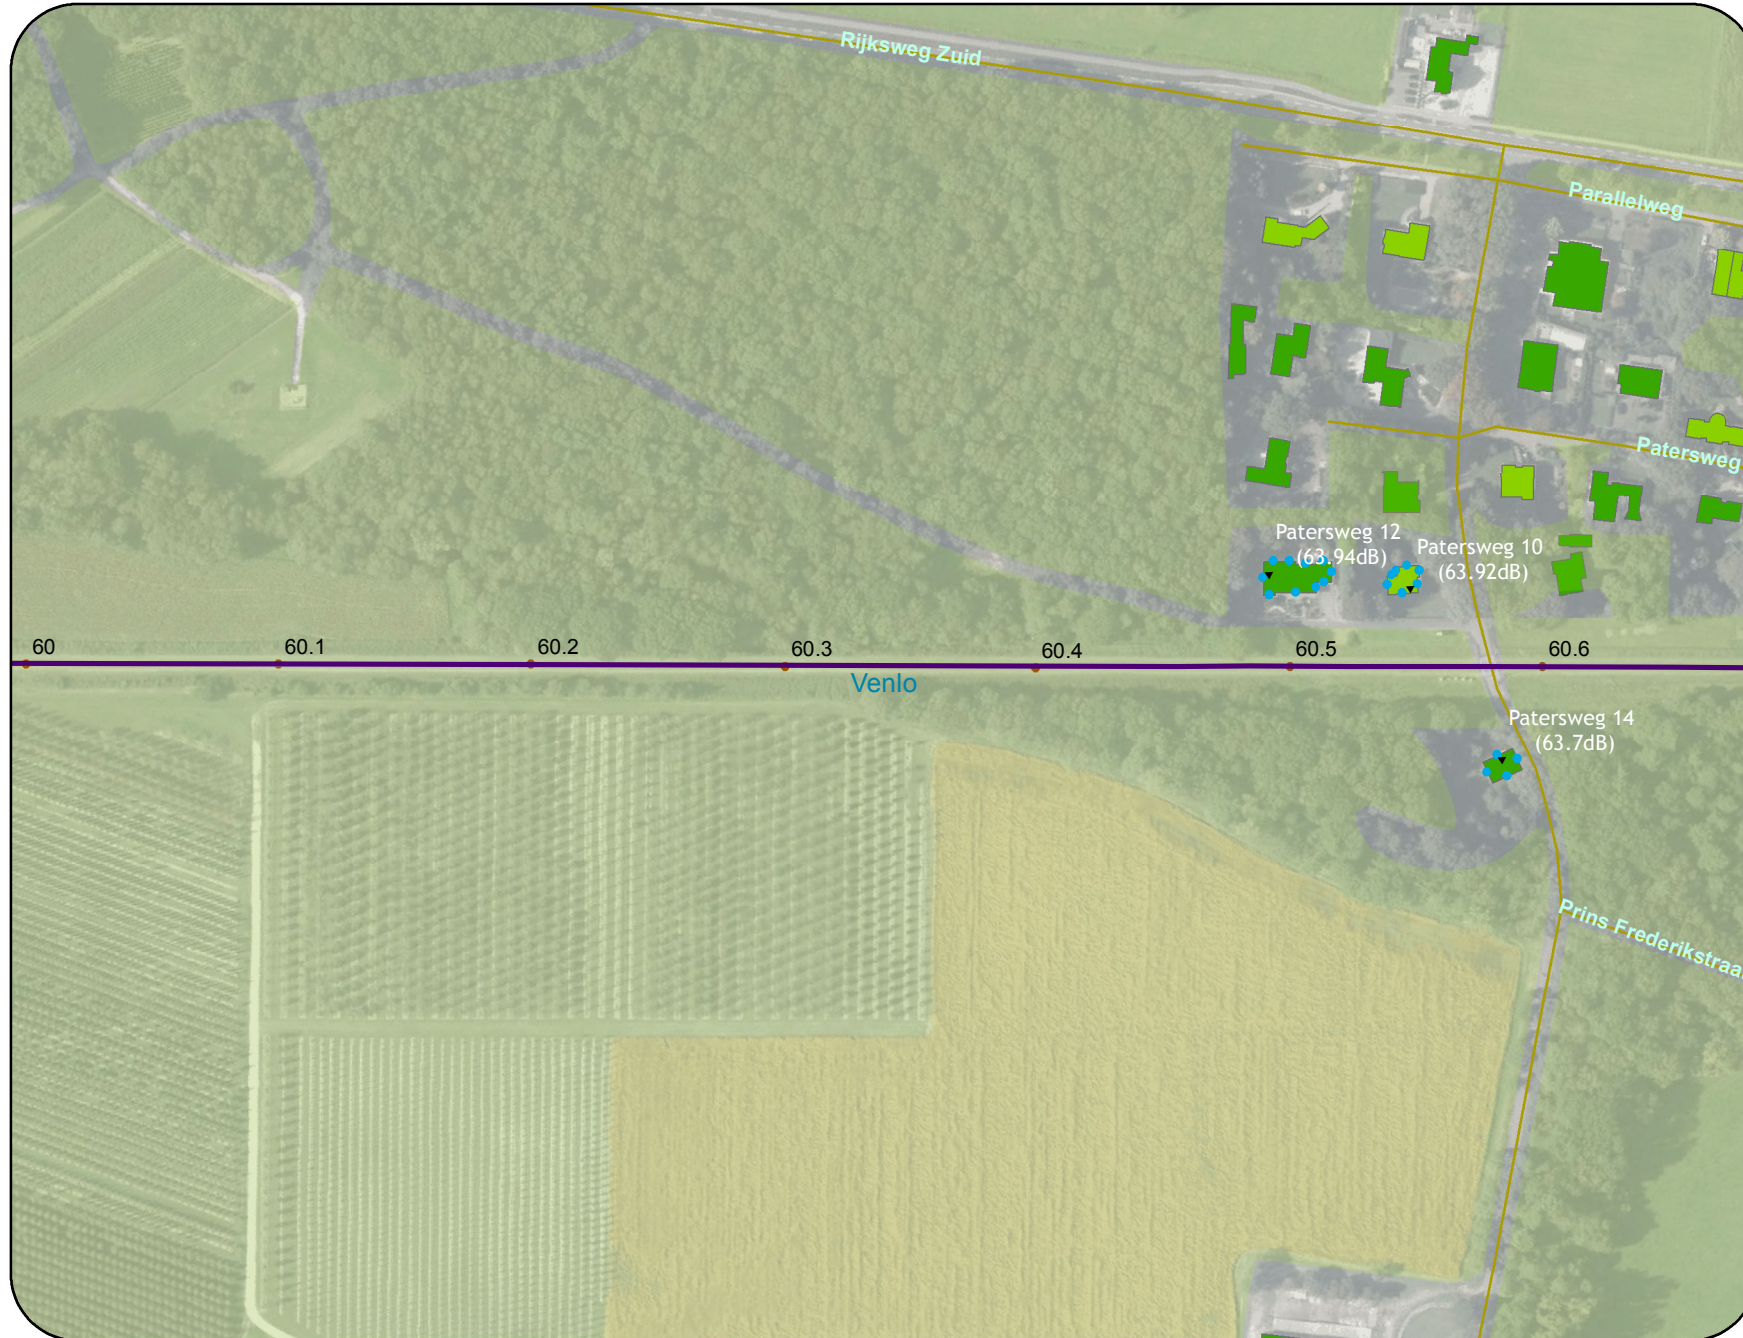 Rijksweg Zuid
Parallelweg
Patersweg
Patersweg 12
(63.94dB)
Patersweg 10
(63.92dB)
60
60.1
60.2
60.3
60.4
60.5
60.6
Venlo
Patersweg 14
(63.7dB)
Prins Frederikstraa